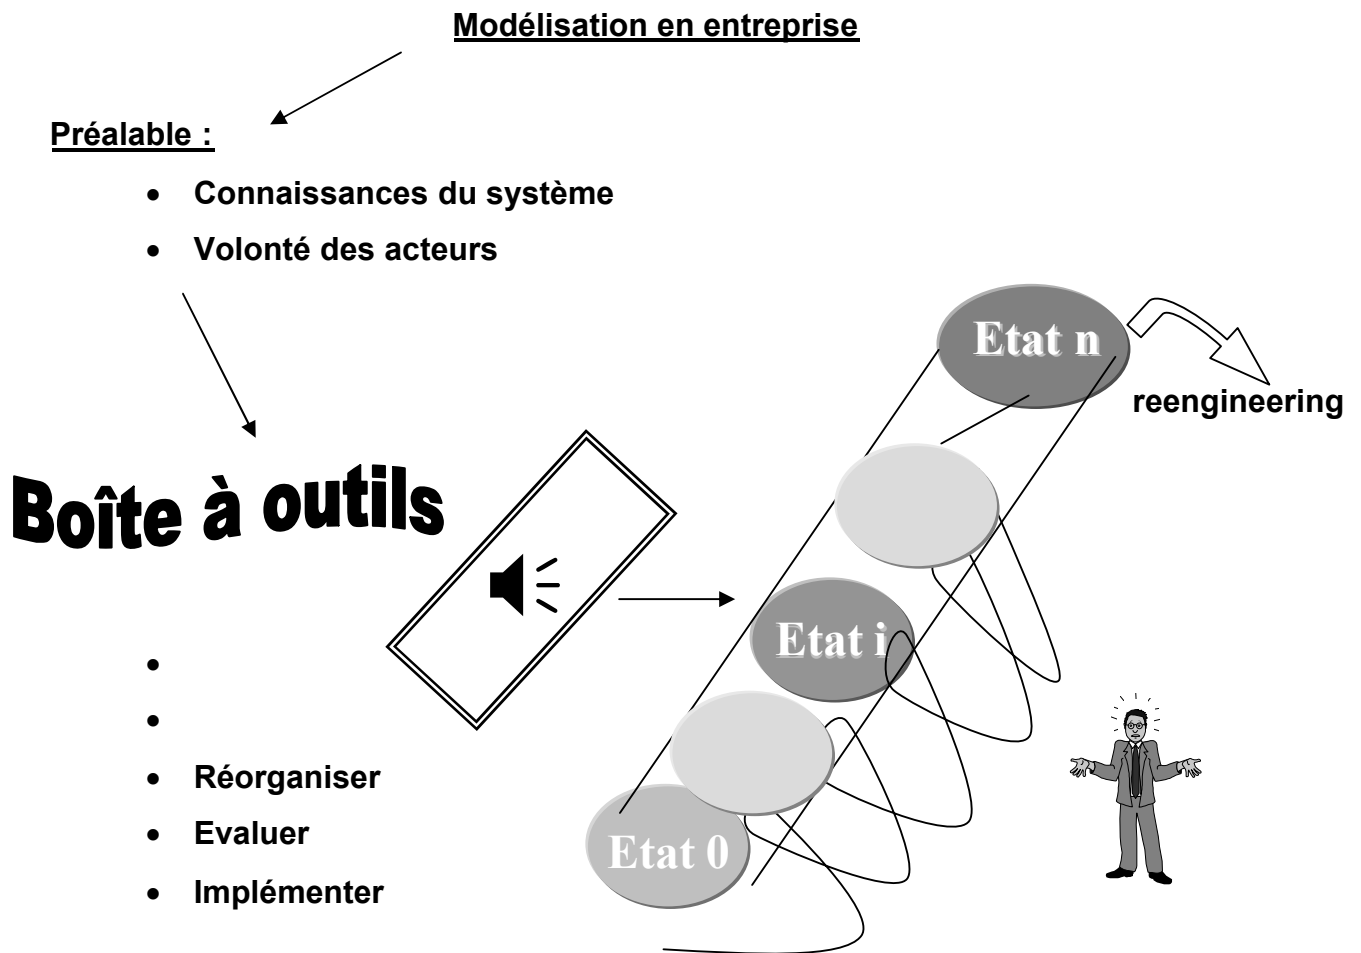 Modélisation en entreprise
Préalable :
• Connaissances du système
• Volonté des acteurs
Etat n
reengineering
Boîte à outils
Etat i
•
•
• Réorganiser
• Evaluer
• Implémenter
Etat 0